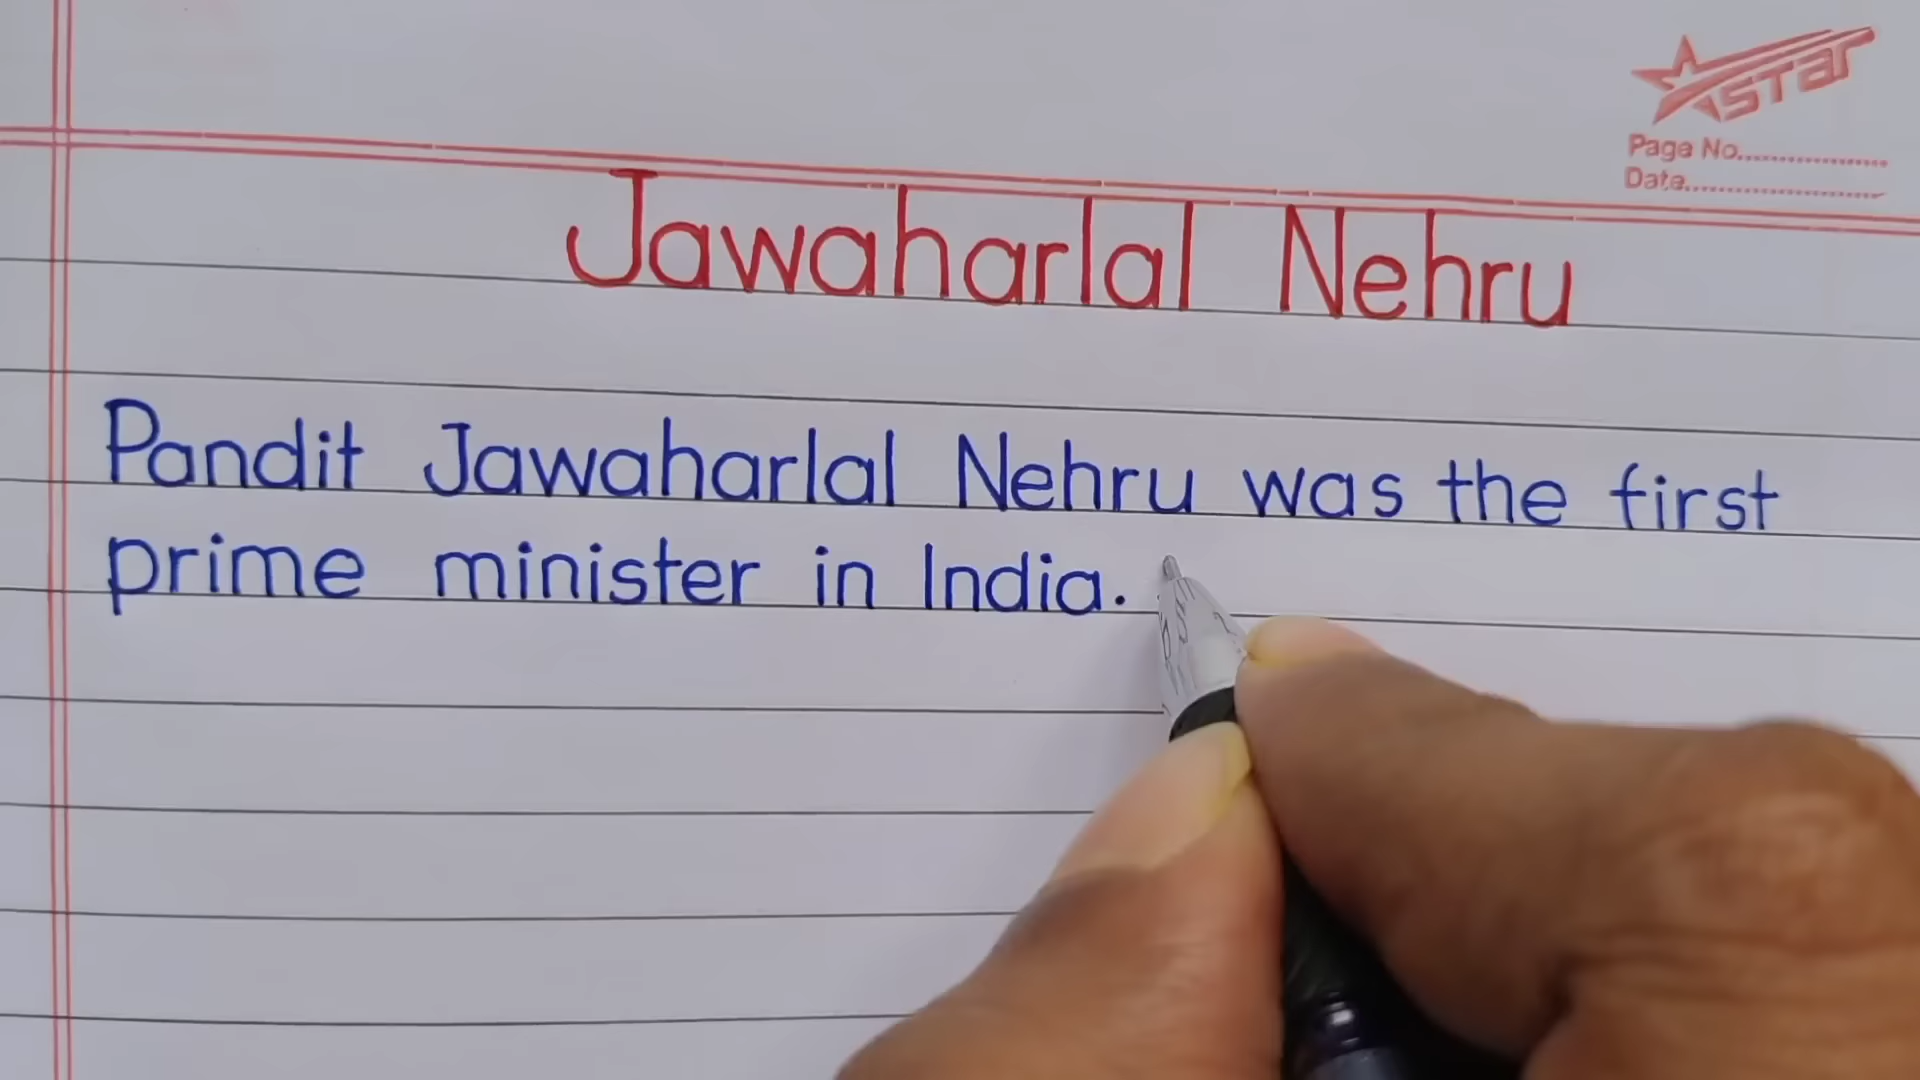 Star
Page No....................
Date............................
Jawaharlal Nehru
Pandit Jawaharlal Nehru was the first
prime minister in India.